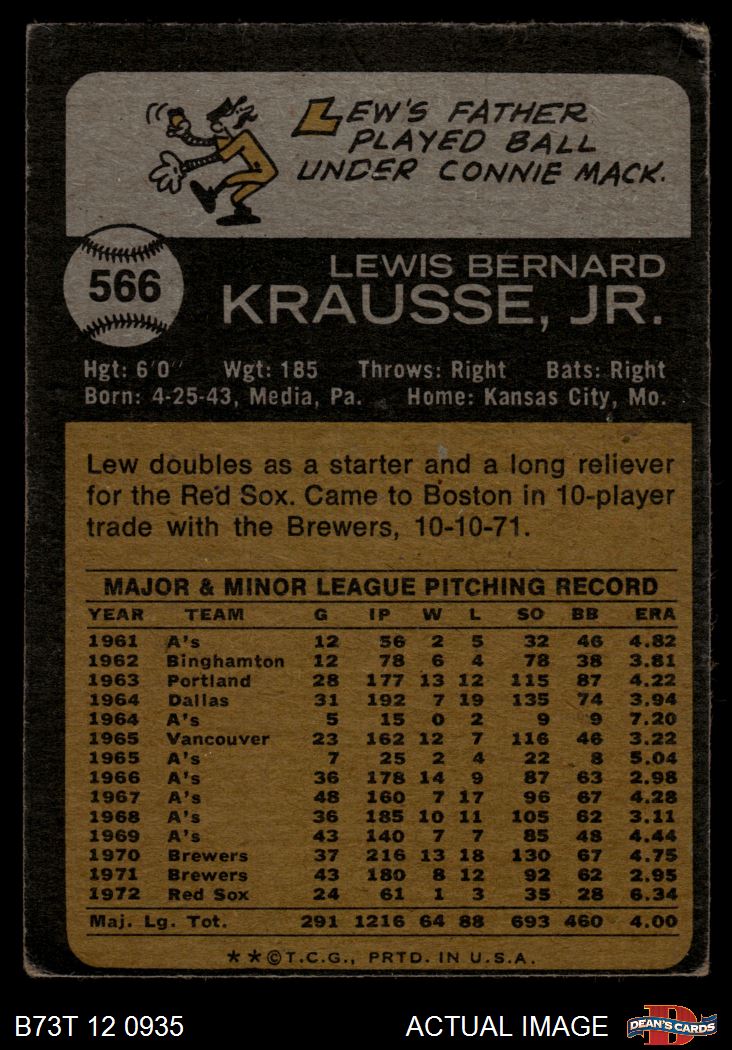 LEW'S FATHER
PLAYED BALL
UNDER CONNIE MACK.
566
LEWIS BERNARD
KRAUSSE, JR.
Hgt: 6'0" Wgt: 185 Throws: Right Bats: Right
Born: 4-25-43, Media, Pa. Home: Kansas City, Mo.
Lew doubles as a starter and a long reliever
for the Red Sox. Came to Boston in 10-player
trade with the Brewers, 10-10-71.
MAJOR & MINOR LEAGUE PITCHING RECORD
YEAR TEAM G IP W L SO BB ERA
1961 A's 12 56 2 5 32 46 4.82
1962 Binghamton 12 78 6 4 78 38 3.81
1963 Portland 28 177 13 12 115 87 4.22
1964 Dallas 31 192 7 19 135 74 3.94
1964 A's 5 15 0 2 9 9 7.20
1965 Vancouver 23 162 12 7 116 46 3.22
1965 A's 7 25 2 4 22 8 5.04
1966 A's 36 178 14 9 87 63 2.98
1967 A's 48 160 7 17 96 67 4.28
1968 A's 36 185 10 11 105 62 3.11
1969 A's 43 140 7 7 85 48 4.44
1970 Brewers 37 216 13 18 130 67 4.75
1971 Brewers 43 180 8 12 92 62 2.95
1972 Red Sox 24 61 1 3 35 28 6.34
Maj. Lg. Tot. 291 1216 64 88 693 460 4.00
**©T.C.G., PRTD. IN U.S.A.
B73T 12 0935 ACTUAL IMAGE D DEAN'S CARDS